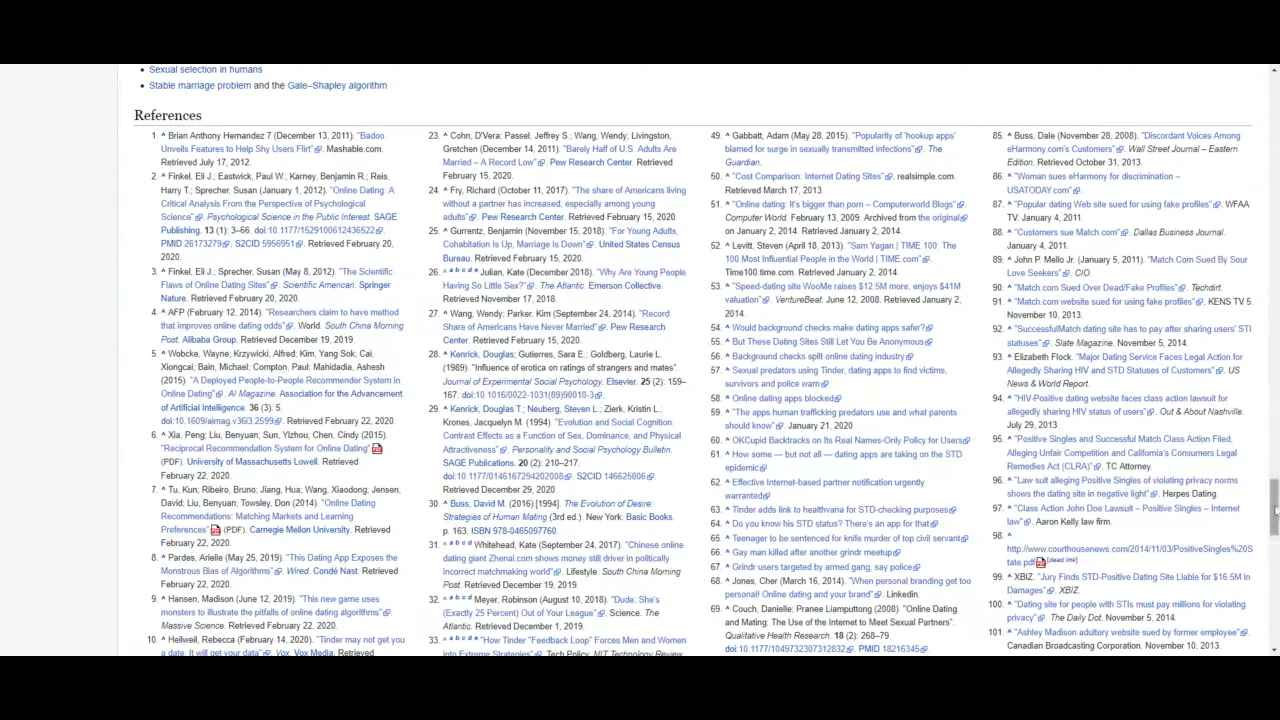 • Sexual selection in humans
• Stable marriage problem and the Gale–Shapley algorithm
References
1. ^ Brian Anthony Hernandez 7 (December 13, 2011). "Badoo
Unveils Features to Help Shy Users Flirt". Mashable.com.
Retrieved July 17, 2012.
2. ^ Finkel, Eli J.; Eastwick, Paul W.; Karney, Benjamin R.; Reis,
Harry T.; Sprecher, Susan (January 1, 2012). "Online Dating: A
Critical Analysis From the Perspective of Psychological
Science". Psychological Science in the Public Interest. SAGE
Publishing. 13 (1): 3–66. doi:10.1177/1529100612436522.
PMID 26173279. S2CID 5956951. Retrieved February 20,
2020.
3. ^ Finkel, Eli J.; Sprecher, Susan (May 8, 2012). "The Scientific
Flaws of Online Dating Sites". Scientific American. Springer
Nature. Retrieved February 20, 2020.
4. ^ AFP (February 12, 2014). "Researchers claim to have method
that improves online dating odds". World. South China Morning
Post. Alibaba Group. Retrieved December 19, 2019.
5. ^ Wobcke, Wayne; Krzywicki, Alfred; Kim, Yang Sok; Cai,
Xiongcai; Bain, Michael; Compton, Paul; Mahidadia, Ashesh
(2015). "A Deployed People-to-People Recommender System in
Online Dating". AI Magazine. Association for the Advancement
of Artificial Intelligence. 36 (3): 5.
doi:10.1609/aimag.v36i3.2599. Retrieved February 22, 2020.
6. ^ Xia, Peng; Liu, Benyuan; Sun, Yizhou; Chen, Cindy (2015).
"Reciprocal Recommendation System for Online Dating"
(PDF). University of Massachusetts Lowell. Retrieved
February 22, 2020.
7. ^ Tu, Kun; Ribeiro, Bruno; Jiang, Hua; Wang, Xiaodong; Jensen,
David; Liu, Benyuan; Towsley, Don (2014). "Online Dating
Recommendations: Matching Markets and Learning
Preferences" (PDF). Carnegie Mellon University. Retrieved
February 22, 2020.
8. ^ Pardes, Arielle (May 25, 2019). "This Dating App Exposes the
Monstrous Bias of Algorithms". Wired. Condé Nast. Retrieved
February 22, 2020.
9. ^ Hansen, Madison (June 12, 2019). "This new game uses
monsters to illustrate the pitfalls of online dating algorithms".
Massive Science. Retrieved February 22, 2020.
10. ^ Heilweil, Rebecca (February 14, 2020). "Tinder may not get you
a date. It will get your data". Vox. Vox Media. Retrieved
23. ^ Cohn, D'Vera; Passel, Jeffrey S.; Wang, Wendy; Livingston,
Gretchen (December 14, 2011). "Barely Half of U.S. Adults Are
Married – A Record Low". Pew Research Center. Retrieved
February 15, 2020.
24. ^ Fry, Richard (October 11, 2017). "The share of Americans living
without a partner has increased, especially among young
adults". Pew Research Center. Retrieved February 15, 2020.
25. ^ Gurrentz, Benjamin (November 15, 2018). "For Young Adults,
Cohabitation Is Up, Marriage Is Down". United States Census
Bureau. Retrieved February 15, 2020.
26. ^ a b c d e Julian, Kate (December 2018). "Why Are Young People
Having So Little Sex?". The Atlantic. Emerson Collective.
Retrieved November 17, 2018.
27. ^ Wang, Wendy; Parker, Kim (September 24, 2014). "Record
Share of Americans Have Never Married". Pew Research
Center. Retrieved February 15, 2020.
28. ^ Kenrick, Douglas; Gutierres, Sara E.; Goldberg, Laurie L.
(1989). "Influence of erotica on ratings of strangers and mates".
Journal of Experimental Social Psychology. Elsevier. 25 (2): 159–
167. doi:10.1016/0022-1031(89)90010-3.
29. ^ Kenrick, Douglas T.; Neuberg, Steven L.; Zierk, Kristin L.;
Krones, Jacquelyn M. (1994). "Evolution and Social Cognition:
Contrast Effects as a Function of Sex, Dominance, and Physical
Attractiveness". Personality and Social Psychology Bulletin.
SAGE Publications. 20 (2): 210–217.
doi:10.1177/0146167294202008. S2CID 146625806.
Retrieved December 29, 2020.
30. ^ Buss, David M. (2016) [1994]. The Evolution of Desire:
Strategies of Human Mating (3rd ed.). New York: Basic Books.
p. 163. ISBN 978-0465097760.
31. ^ a b c d Whitehead, Kate (September 24, 2017). "Chinese online
dating giant Zhenai.com shows money still driver in politically
incorrect matchmaking world". Lifestyle. South China Morning
Post. Retrieved December 19, 2019.
32. ^ a b c d Meyer, Robinson (August 10, 2018). "Dude, She's
(Exactly 25 Percent) Out of Your League". Science. The
Atlantic. Retrieved December 1, 2019.
33. ^ a b c d e "How Tinder "Feedback Loop" Forces Men and Women
into Extreme Strategies". Tech Policy. MIT Technology Review.
49. ^ Gabbatt, Adam (May 28, 2015). "Popularity of 'hookup apps'
blamed for surge in sexually transmitted infections". The
Guardian.
50. ^ "Cost Comparison: Internet Dating Sites". realsimple.com.
Retrieved March 17, 2013.
51. ^ "Online dating: It's bigger than porn – Computerworld Blogs".
Computer World. February 13, 2009. Archived from the original
on January 2, 2014. Retrieved January 2, 2014.
52. ^ Levitt, Steven (April 18, 2013). "Sam Yagan | TIME 100: The
100 Most Influential People in the World | TIME.com".
Time100.time.com. Retrieved January 2, 2014.
53. ^ "Speed-dating site WooMe raises $12.5M more, enjoys $41M
valuation". VentureBeat. June 12, 2008. Retrieved January 2,
2014.
54. ^ Would background checks make dating apps safer?
55. ^ But These Dating Sites Still Let You Be Anonymous
56. ^ Background checks split online dating industry
57. ^ Sexual predators using Tinder, dating apps to find victims,
survivors and police warn
58. ^ Online dating apps blocked
59. ^ "The apps human trafficking predators use and what parents
should know". January 21, 2020.
60. ^ OKCupid Backtracks on Its Real Names-Only Policy for Users
61. ^ How some — but not all — dating apps are taking on the STD
epidemic
62. ^ Effective Internet-based partner notification urgently
warranted
63. ^ Tinder adds link to healthvana for STD-checking purposes
64. ^ Do you know his STD status? There's an app for that
65. ^ Teenager to be sentenced for knife murder of top civil servant
66. ^ Gay man killed after another grindr meetup
67. ^ Grindr users targeted by armed gang, say police
68. ^ Jones, Cher (March 16, 2014). "When personal branding get too
personal! Online dating and your brand". Linkedin.
69. ^ Couch, Danielle; Pranee Liamputtong (2008). "Online Dating
and Mating: The Use of the Internet to Meet Sexual Partners".
Qualitative Health Research. 18 (2): 268–79.
doi:10.1177/1049732307312832. PMID 18216345.
85. ^ Buss, Dale (November 28, 2008). "Discordant Voices Among
eHarmony.com's Customers". Wall Street Journal – Eastern
Edition. Retrieved October 31, 2013.
86. ^ "Woman sues eHarmony for discrimination –
USATODAY.com".
87. ^ "Popular dating Web site sued for using fake profiles". WFAA
TV. January 4, 2011.
88. ^ "Customers sue Match.com". Dallas Business Journal.
January 4, 2011.
89. ^ John P. Mello Jr. (January 5, 2011). "Match.Com Sued By Sour
Love Seekers". CIO.
90. ^ "Match.com Sued Over Dead/Fake Profiles". Techdirt.
91. ^ "Match.com website sued for using fake profiles". KENS TV 5.
November 10, 2013.
92. ^ "SuccessfulMatch dating site has to pay after sharing users' STI
statuses". Slate Magazine. November 5, 2014.
93. ^ Elizabeth Flock. "Major Dating Service Faces Legal Action for
Allegedly Sharing HIV and STD Statuses of Customers". US
News & World Report.
94. ^ "HIV-Positive dating website faces class action lawsuit for
allegedly sharing HIV status of users". Out & About Nashville.
July 29, 2013.
95. ^ "Positive Singles and Successful Match Class Action Filed,
Alleging Unfair Competition and California's Consumers Legal
Remedies Act (CLRA)". TC Attorney.
96. ^ "Law suit alleging Positive Singles of violating privacy norms
shows the dating site in negative light". Herpes Dating.
97. ^ "Class Action John Doe Lawsuit – Positive Singles – Internet
law". Aaron Kelly law firm.
98. ^
http://www.courthousenews.com/2014/11/03/PositiveSingles%20S
tate.pdf [dead link]
99. ^ XBIZ. "Jury Finds STD-Positive Dating Site Liable for $16.5M in
Damages". XBIZ.
100. ^ "Dating site for people with STIs must pay millions for violating
privacy". The Daily Dot. November 5, 2014.
101. ^ "Ashley Madison adultery website sued by former employee".
Canadian Broadcasting Corporation. November 10, 2013.